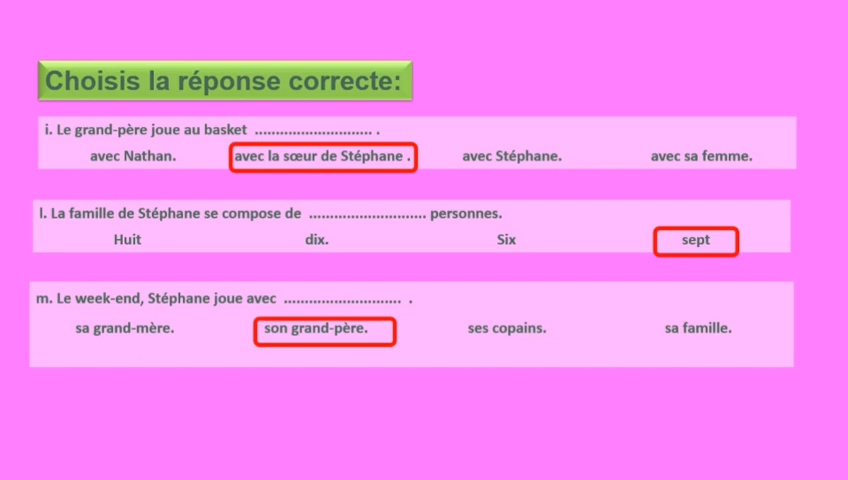 Choisis la réponse correcte:
i. Le grand-père joue au basket ............................ .
avec Nathan. avec la sœur de Stéphane . avec Stéphane. avec sa femme.
l. La famille de Stéphane se compose de ............................ personnes.
Huit dix. Six sept
m. Le week-end, Stéphane joue avec ............................ .
sa grand-mère. son grand-père. ses copains. sa famille.